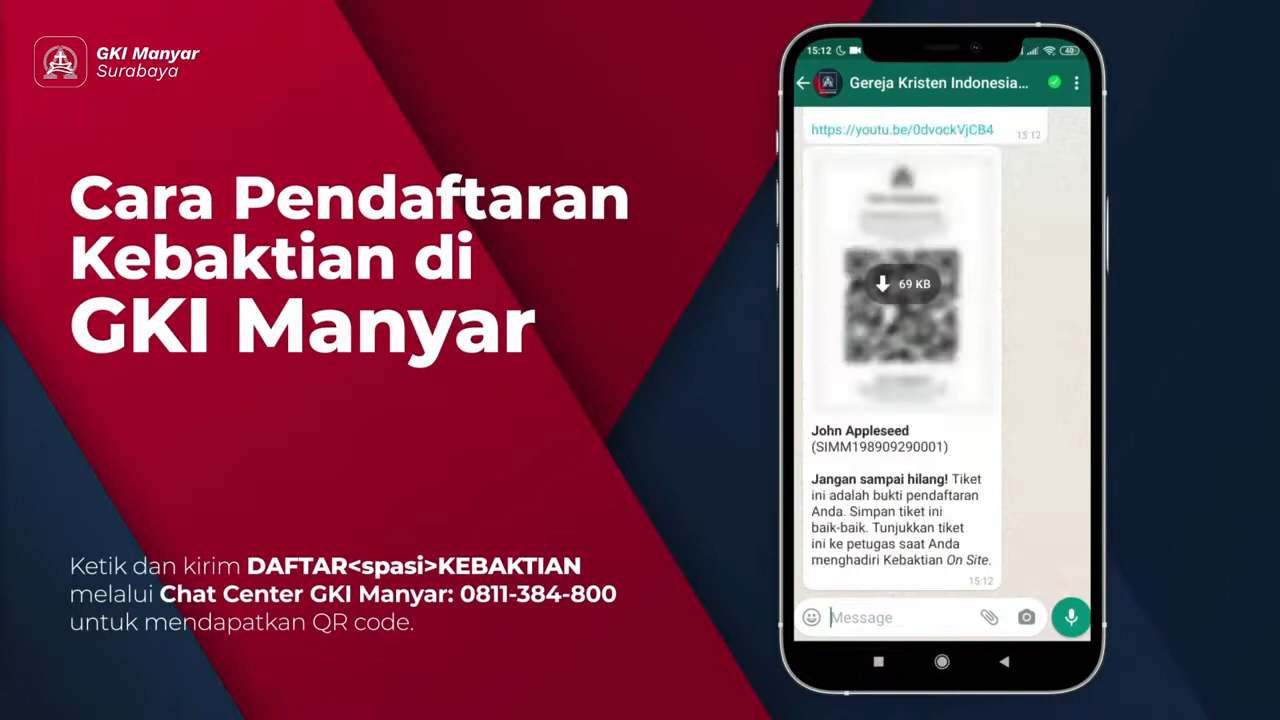 GKI Manyar
Surabaya
Cara Pendaftaran
Kebaktian di
GKI Manyar
Ketik dan kirim DAFTAR<spasi>KEBAKTIAN
melalui Chat Center GKI Manyar: 0811-384-800
untuk mendapatkan QR code.
15:12
40
Gereja Kristen Indonesia...
https://youtu.be/0dvockVjCB4
15:12
69 KB
John Appleseed
(SIMM198909290001)
Jangan sampai hilang! Tiket
ini adalah bukti pendaftaran
Anda. Simpan tiket ini
baik-baik. Tunjukkan tiket
ini ke petugas saat Anda
menghadiri Kebaktian On Site.
15:12
Message